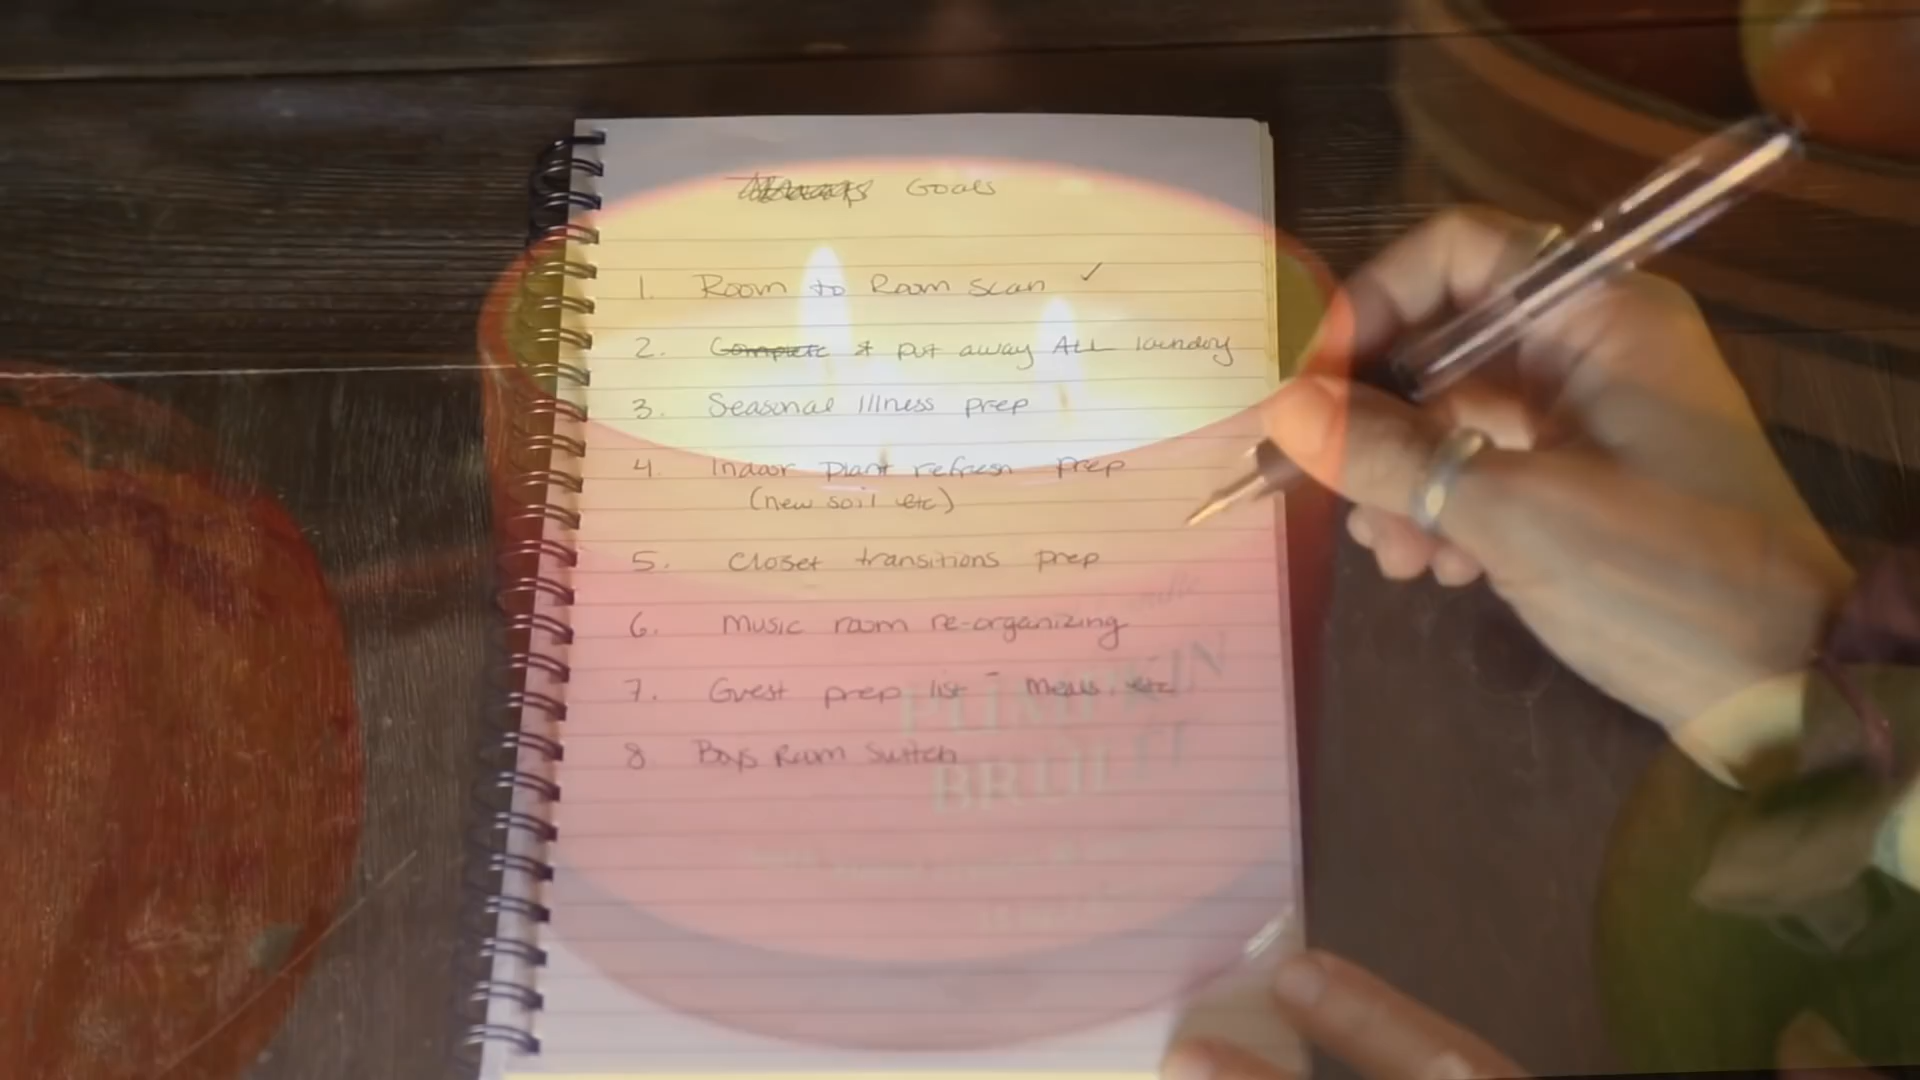 Goals
1. Room to Room Scan ✓
2. Complete & put away ALL laundry
3. Seasonal Illness prep
4. Indoor plant refresh prep
(new soil etc)
5. Closet transitions prep
6. Music room re-organizing
7. Guest prep list - menu, etc
8 Boys Room Switch
PUMPKIN
BRÛLÉE